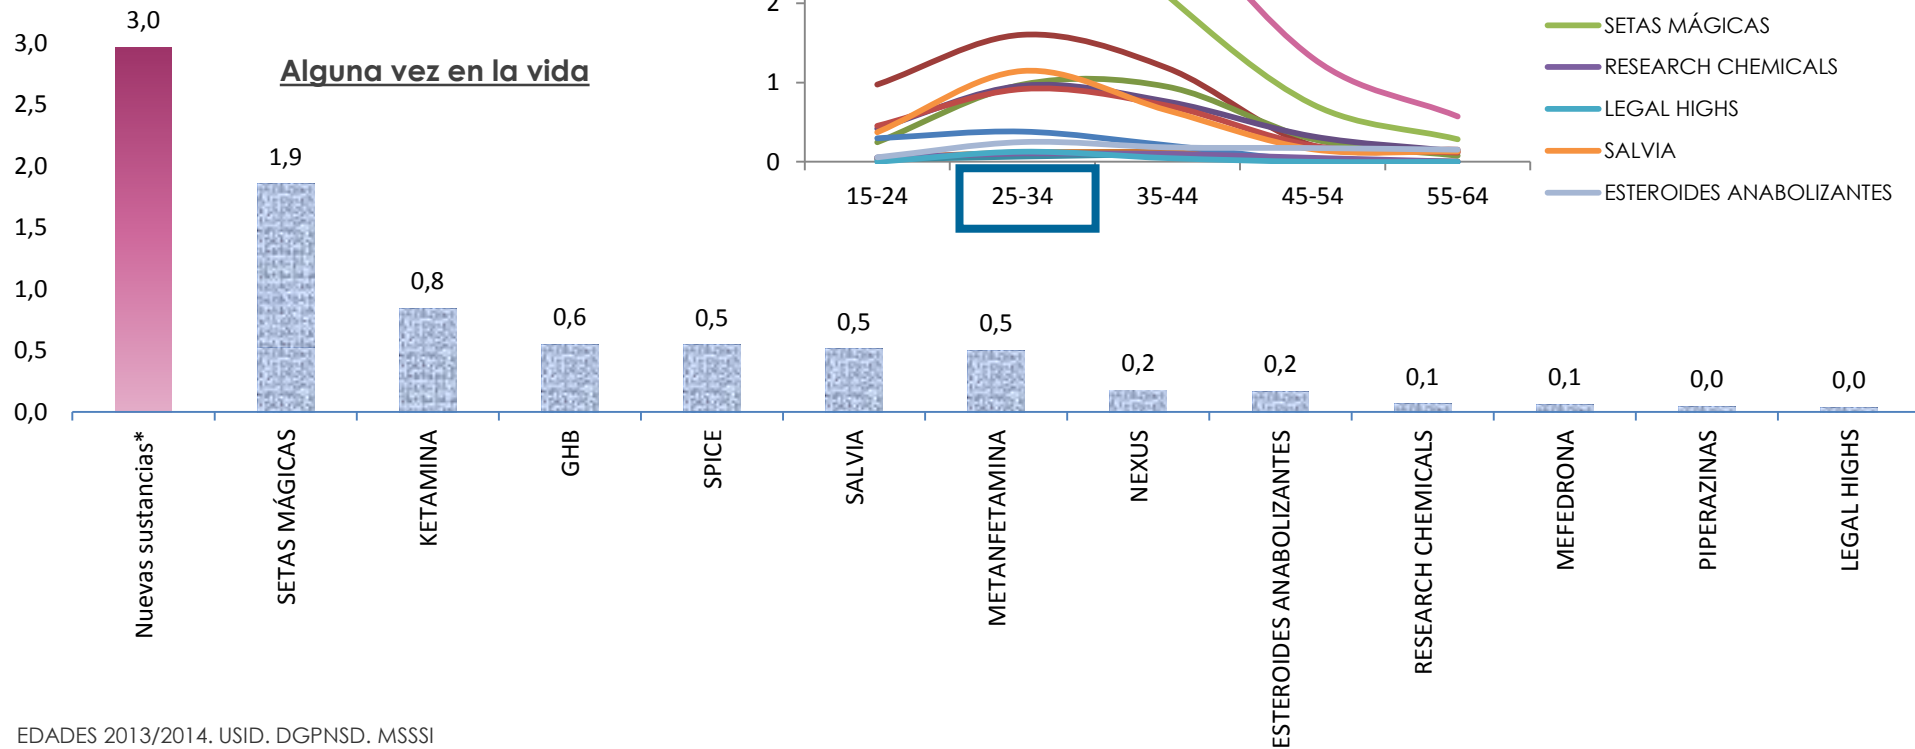 3,0
2,5
2,0
1,5
1,0
0,5
0,0
Alguna vez en la vida
3,0
1,9
0,8
0,6
0,5
0,5
0,5
0,2
0,2
0,1
0,1
0,0
0,0
Nuevas sustancias*
SETAS MÁGICAS
KETAMINA
GHB
SPICE
SALVIA
METANFETAMINA
NEXUS
ESTEROIDES ANABOLIZANTES
RESEARCH CHEMICALS
MEFEDRONA
PIPERAZINAS
LEGAL HIGHS
2
1
0
15-24
25-34
35-44
45-54
55-64
SETAS MÁGICAS
RESEARCH CHEMICALS
LEGAL HIGHS
SALVIA
ESTEROIDES ANABOLIZANTES
EDADES 2013/2014. USID. DGPNSD. MSSSI